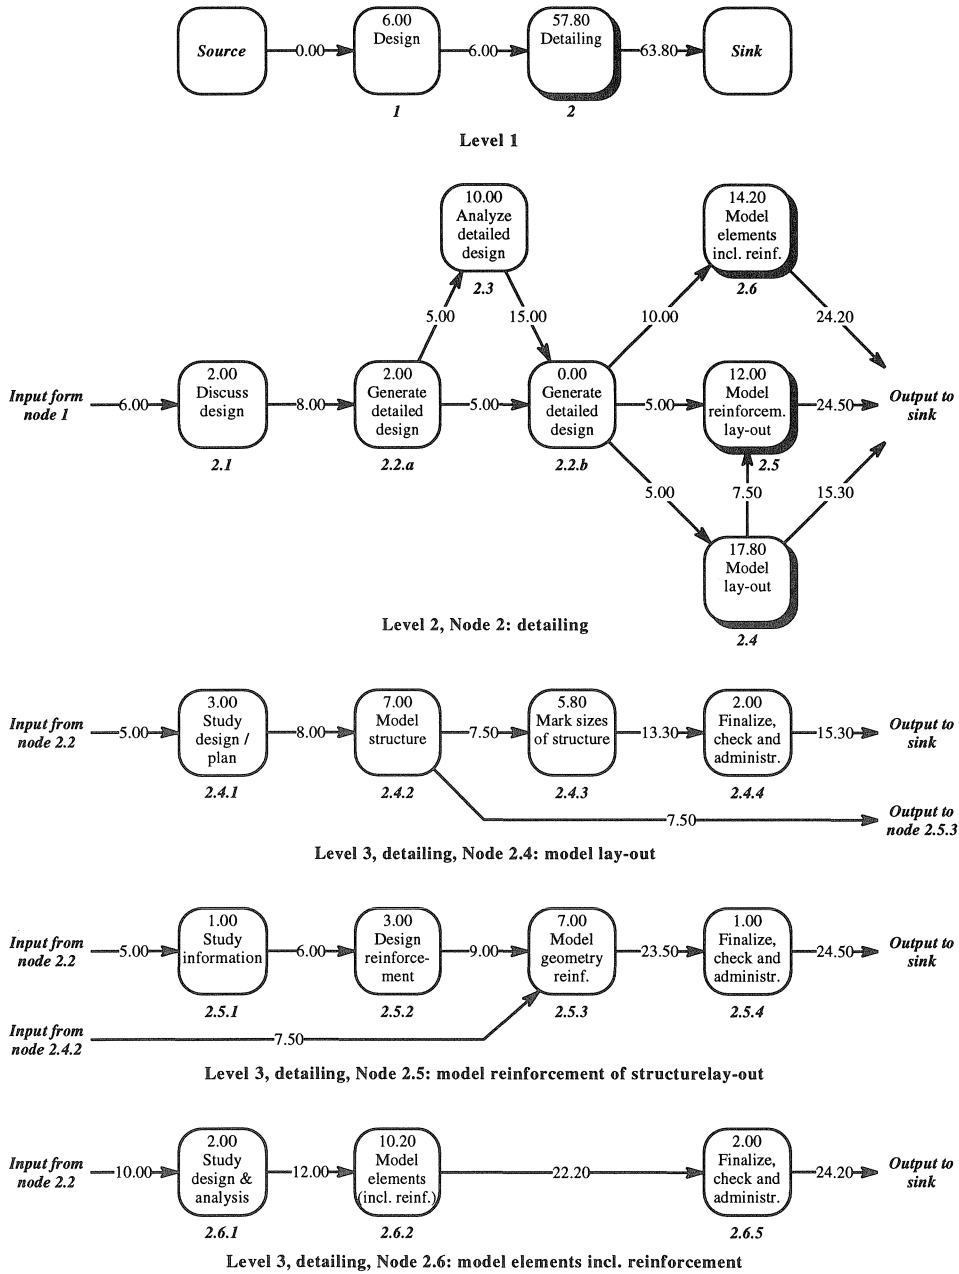 6.00
57.80
Source
0.00
Design
6.00
Detailing
63.80
Sink
1
2
Level 1
10.00
Analyze
detailed
design
2.3
14.20
Model
elements
incl. reinf.
2.6
5.00
15.00
10.00
24.20
Input form
node 1
6.00
2.00
Discuss
design
2.1
8.00
2.00
Generate
detailed
design
2.2.a
5.00
0.00
Generate
detailed
design
2.2.b
5.00
12.00
Model
reinforcem.
lay-out
2.5
24.50
Output to
sink
5.00
7.50
15.30
17.80
Model
lay-out
2.4
Level 2, Node 2: detailing
Input from
node 2.2
5.00
3.00
Study
design /
plan
2.4.1
8.00
7.00
Model
structure
2.4.2
7.50
5.80
Mark sizes
of structure
2.4.3
13.30
2.00
Finalize,
check and
administr.
2.4.4
15.30
Output to
sink
7.50
Output to
node 2.5.3
Level 3, detailing, Node 2.4: model lay-out
Input from
node 2.2
5.00
1.00
Study
information
2.5.1
6.00
3.00
Design
reinforce-
ment
2.5.2
9.00
7.00
Model
geometry
reinf.
2.5.3
23.50
1.00
Finalize,
check and
administr.
2.5.4
24.50
Output to
sink
Input from
node 2.4.2
7.50
Level 3, detailing, Node 2.5: model reinforcement of structurelay-out
Input from
node 2.2
10.00
2.00
Study
design &
analysis
2.6.1
12.00
10.20
Model
elements
(incl. reinf.)
2.6.2
22.20
2.00
Finalize,
check and
administr.
2.6.5
24.20
Output to
sink
Level 3, detailing, Node 2.6: model elements incl. reinforcement